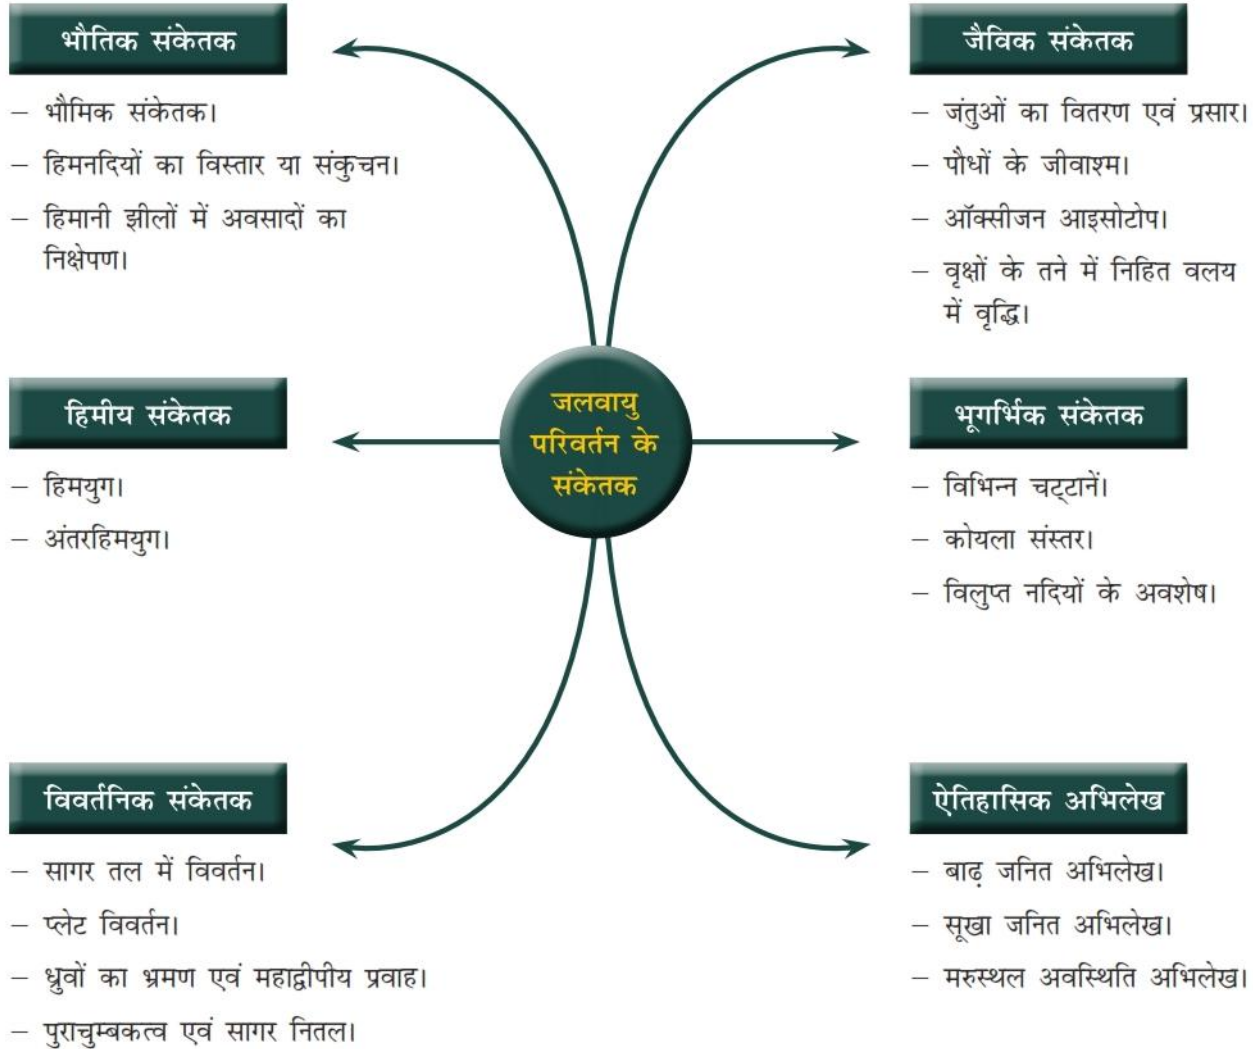 भौतिक संकेतक
– भौमिक संकेतक।
– हिमनदियों का विस्तार या संकुचन।
– हिमानी झीलों में अवसादों का
निक्षेपण।
जैविक संकेतक
– जंतुओं का वितरण एवं प्रसार।
– पौधों के जीवाश्म।
– ऑक्सीजन आइसोटोप।
– वृक्षों के तने में निहित वलय
में वृद्धि।
जलवायु
परिवर्तन के
संकेतक
हिमीय संकेतक
– हिमयुग।
– अंतरहिमयुग।
भूगर्भिक संकेतक
– विभिन्न चट्टानें।
– कोयला संस्तर।
– विलुप्त नदियों के अवशेष।
विवर्तनिक संकेतक
– सागर तल में विवर्तन।
– प्लेट विवर्तन।
– ध्रुवों का भ्रमण एवं महाद्वीपीय प्रवाह।
– पुराचुम्बकत्व एवं सागर नितल।
ऐतिहासिक अभिलेख
– बाढ़ जनित अभिलेख।
– सूखा जनित अभिलेख।
– मरुस्थल अवस्थिति अभिलेख।